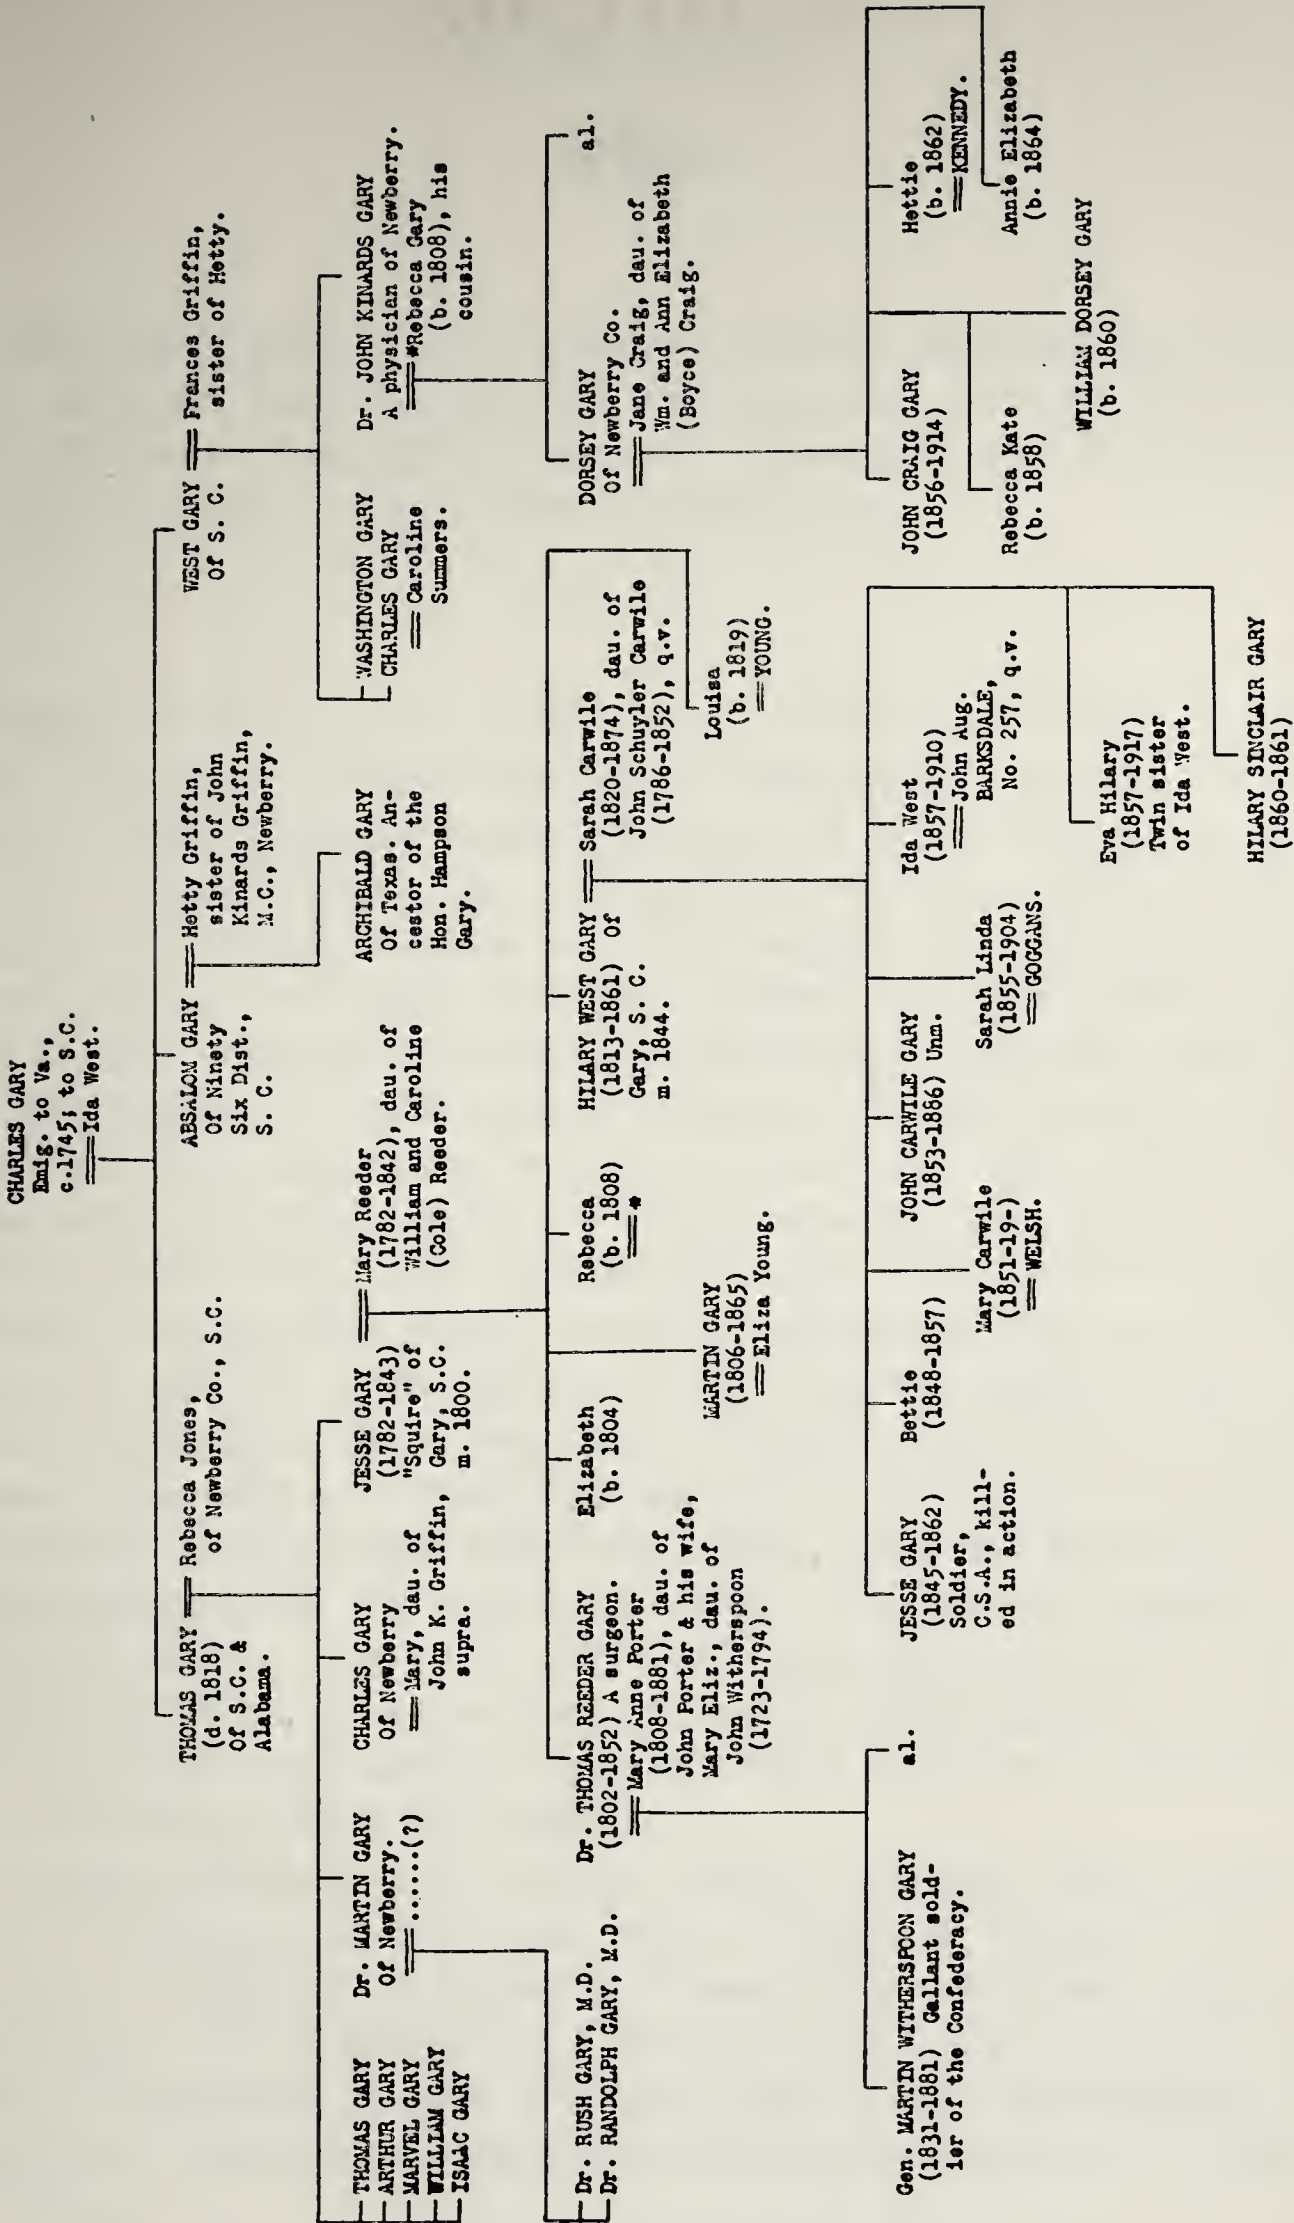 CHARLES GARY
Emig. to Va.,
c.1745; to S.C.
══Ida West.
THOMAS GARY ══ Rebecca Jones,
(d. 1818)
of Newberry Co., S.C.
Of S.C. &
Alabama.
ABSALOM GARY ══ Hetty Griffin,
Of Ninety
Six Dist.,
S. C.
sister of John
Kinards Griffin,
M.C., Newberry.
WEST GARY ══ Frances Griffin,
Of S. C.
sister of Hetty.
THOMAS GARY
ARTHUR GARY
MARVEL GARY
WILLIAM GARY
ISAAC GARY
Dr. MARTIN GARY
Of Newberry.
══......(?)
CHARLES GARY
Of Newberry
══Mary, dau. of
John K. Griffin,
supra.
JESSE GARY
(1782-1843)
"Squire" of
Gary, S.C.
m. 1800.
══Mary Reeder
(1782-1842), dau. of
William and Caroline
(Cole) Reeder.
ARCHIBALD GARY
Of Texas. An-
cestor of the
Hon. Hampson
Gary.
WASHINGTON GARY
CHARLES GARY
══ Caroline
Summers.
Dr. JOHN KINARDS GARY
A physician of Newberry.
══*Rebecca Gary
(b. 1808), his
cousin.
Dr. RUSH GARY, M.D.
Dr. RANDOLPH GARY, M.D.
Dr. THOMAS REEDER GARY
(1802-1852) A surgeon.
══Mary Anne Porter
(1808-1881), dau. of
John Porter & his wife,
Mary Eliz., dau. of
John Witherspoon
(1723-1794).
Elizabeth
(b. 1804)
MARTIN GARY
(1806-1865)
══ Eliza Young.
Rebecca
(b. 1808)
══*
HILARY WEST GARY ══ Sarah Carwile
(1813-1861) of
Gary, S. C.
m. 1844.
(1820-1874), dau. of
John Schuyler Carwile
(1786-1852), q.v.
Louisa
(b. 1819)
══ YOUNG.
DORSEY GARY
Of Newberry Co.
══Jane Craig, dau. of
Wm. and Ann Elizabeth
(Boyce) Craig.
al.
Gen. MARTIN WITHERSPOON GARY
(1831-1881) Gallant sold-
ier of the Confederacy.
al.
JESSE GARY
(1845-1862)
Soldier,
C.S.A., kill-
ed in action.
Bettie
(1848-1857)
Mary Carwile
(1851-19-)
══ WELSH.
JOHN CARWILE GARY
(1853-1886) Unm.
Sarah Linda
(1855-1904)
══ GOGGANS.
Ida West
(1857-1910)
══John Aug.
BARKSDALE,
No. 257, q.v.
Eva Hilary
(1857-1917)
Twin sister
of Ida West.
HILARY SINCLAIR GARY
(1860-1861)
JOHN CRAIG GARY
(1856-1914)
Rebecca Kate
(b. 1858)
WILLIAM DORSEY GARY
(b. 1860)
Hettie
(b. 1862)
══KENNEDY.
Annie Elizabeth
(b. 1864)